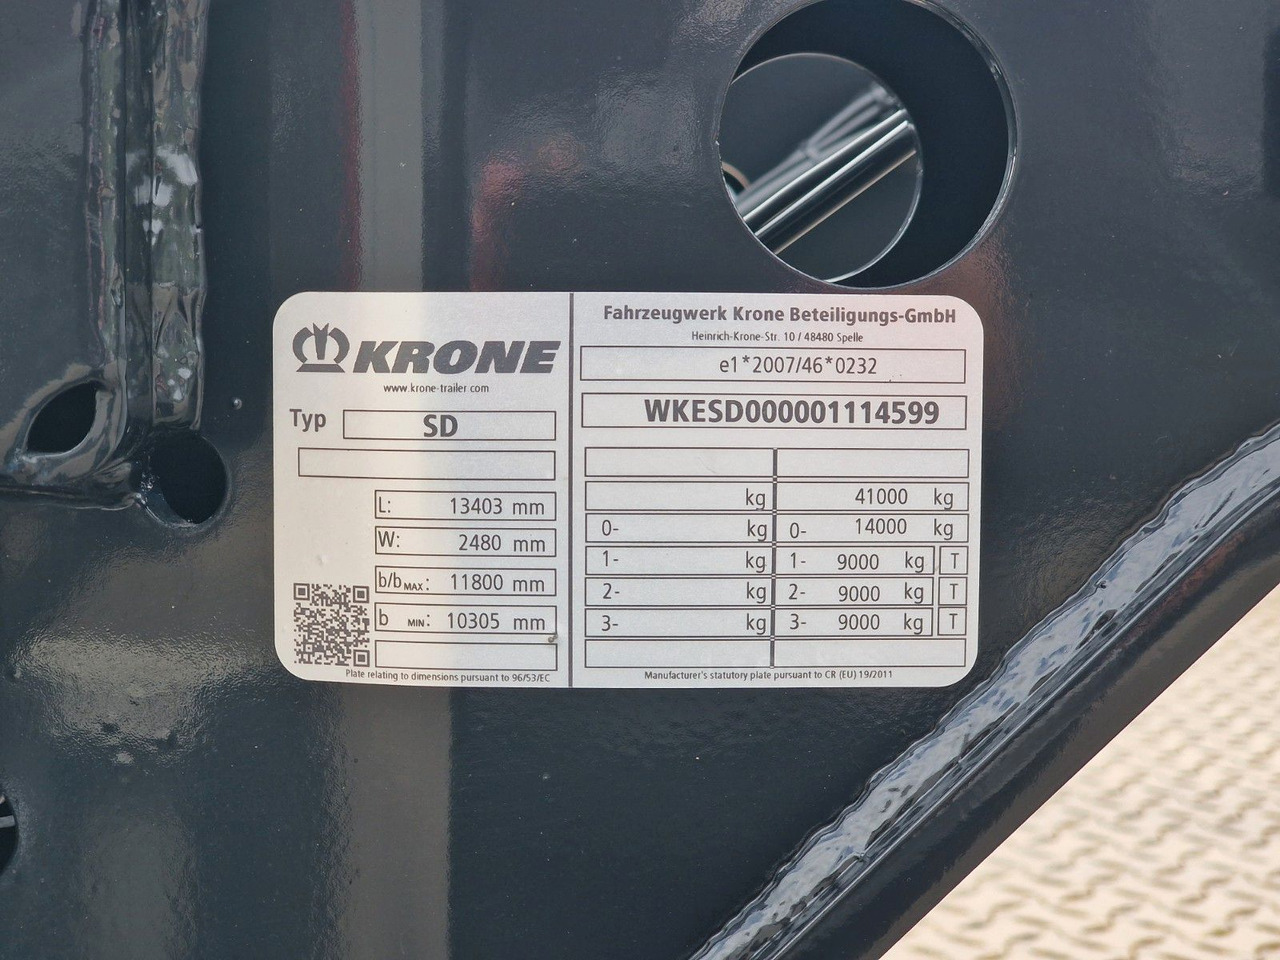 KRONE
www.krone-trailer.com
Typ SD
L: 13403 mm
W: 2480 mm
b/b MAX: 11800 mm
b MIN: 10305 mm
Plate relating to dimensions pursuant to 96/53/EC
Fahrzeugwerk Krone Beteiligungs-GmbH
Heinrich-Krone-Str. 10 / 48480 Spelle
e1*2007/46*0232
WKESD000001114599
kg 41000 kg
0- kg 0- 14000 kg
1- kg 1- 9000 kg T
2- kg 2- 9000 kg T
3- kg 3- 9000 kg T
Manufacturer's statutory plate pursuant to CR (EU) 19/2011